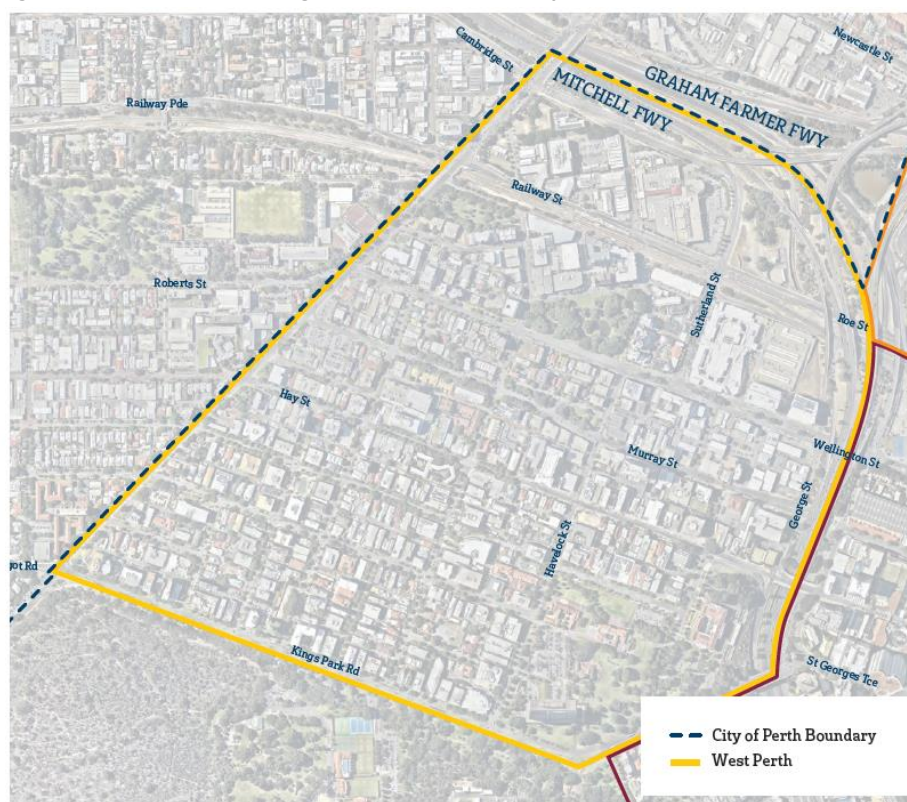 Newcastle St
Cambridge St
GRAHAM FARMER FWY
MITCHELL FWY
Railway Pde
Railway St
Roberts St
Sutherland St
Roe St
Hay St
Wellington St
Murray St
George St
Havelock St
got Rd
Kings Park Rd
St Georges Tce
City of Perth Boundary
West Perth